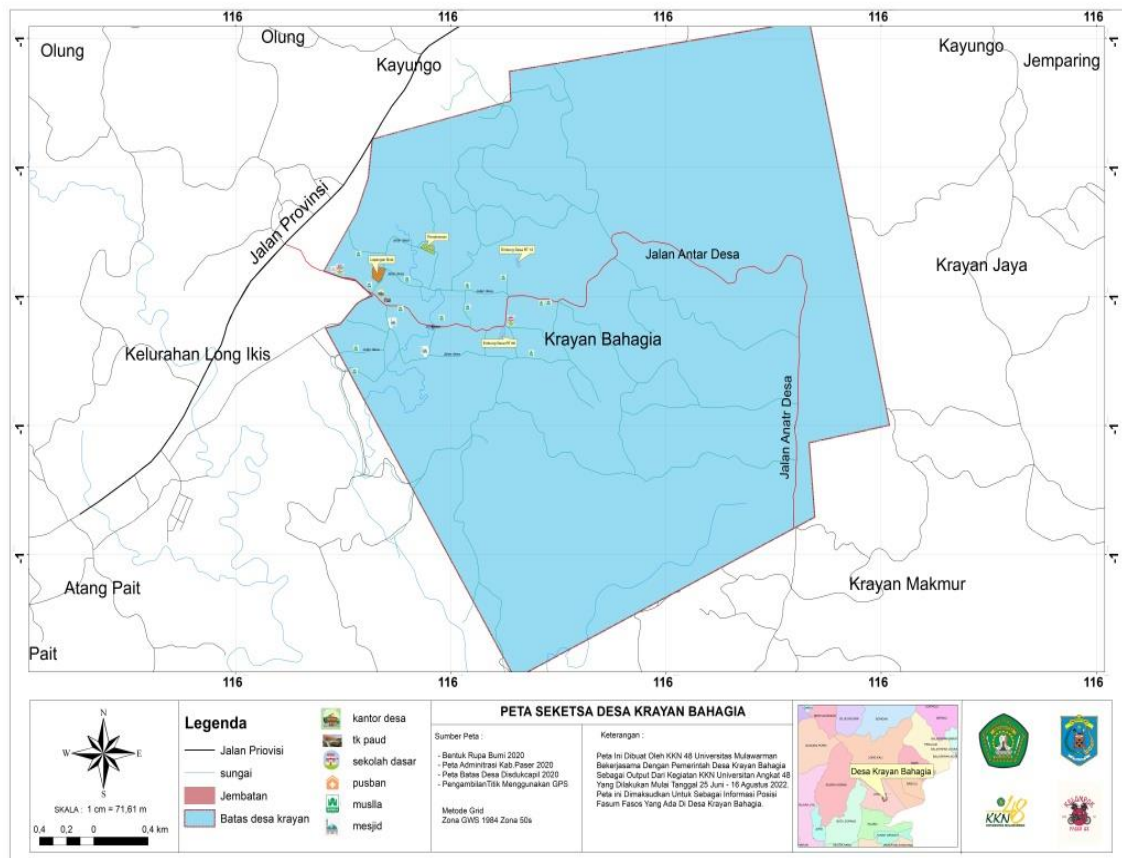 116 116 116 116 116
Olung
Olung
Kayungo
Kayungo
Jemparing
-1 -1
-1 -1
Jalan Provinsi
Jalan Antar Desa
Krayan Jaya
-1 -1
Kelurahan Long Ikis
Krayan Bahagia
-1 -1
Jalan Anatr Desa
-1 -1
Atang Pait
Krayan Makmur
Pait
116 116 116 116 116
N
W E
S
SKALA : 1 cm = 71,61 m
0,4 0,2 0 0,4 km
Legenda
Jalan Priovisi
sungai
Jembatan
Batas desa krayan
kantor desa
tk paud
sekolah dasar
pusban
muslla
mesjid
PETA SEKETSA DESA KRAYAN BAHAGIA
Sumber Peta :
- Bentuk Rupa Bumi 2020
- Peta Adminitrasi Kab.Paser 2020
- Peta Batas Desa Disdukcapil 2020
- PengambilanTitik Menggunakan GPS
Metode Grid
Zona GWS 1984 Zona 50s
Keterangan :
Peta Ini Dibuat Oleh KKN 48 Universitas Mulawarman
Bekerjasama Dengan Pemerintah Desa Krayan Bahagia
Sebagai Output Dari Kegiatan KKN Universitan Angkat 48
Yang Dilakukan Mulai Tanggal 25 Juni - 16 Agustus 2022.
Peta ini Dimaksudkan Untuk Sebagai Informasi Posisi
Fasum Fasos Yang Ada Di Desa Krayan Bahagia.
Desa Krayan Bahagia
KKN 48